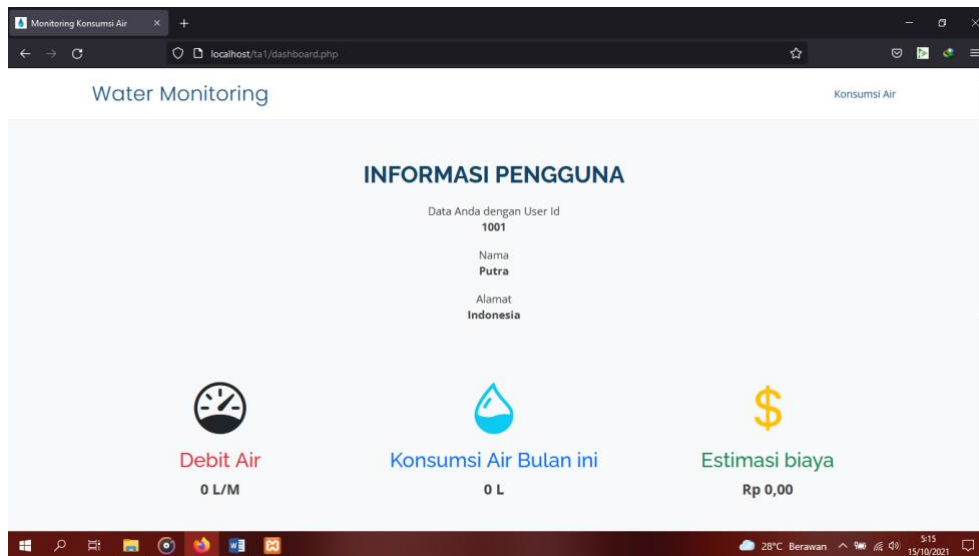 Monitoring Konsumsi Air
localhost/ta1/dashboard.php
Water Monitoring
Konsumsi Air
INFORMASI PENGGUNA
Data Anda dengan User Id
1001
Nama
Putra
Alamat
Indonesia
Debit Air
Konsumsi Air Bulan ini
Estimasi biaya
0 L/M
0 L
Rp 0,00
28°C Berawan
5:15
15/10/2021